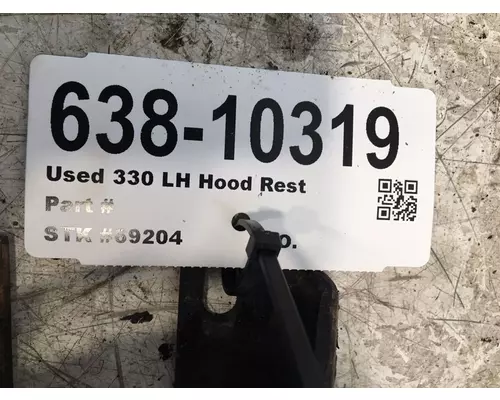 638-10319
Used 330 LH Hood Rest
Part #
STK #69204
o.